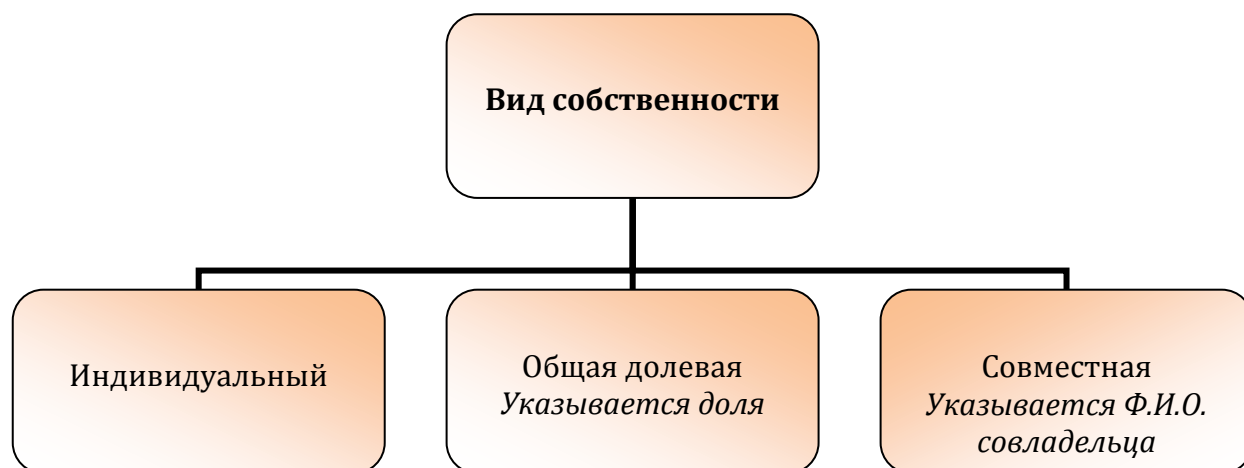 Вид собственности
Индивидуальный
Общая долевая
Указывается доля
Совместная
Указывается Ф.И.О.
совладельца